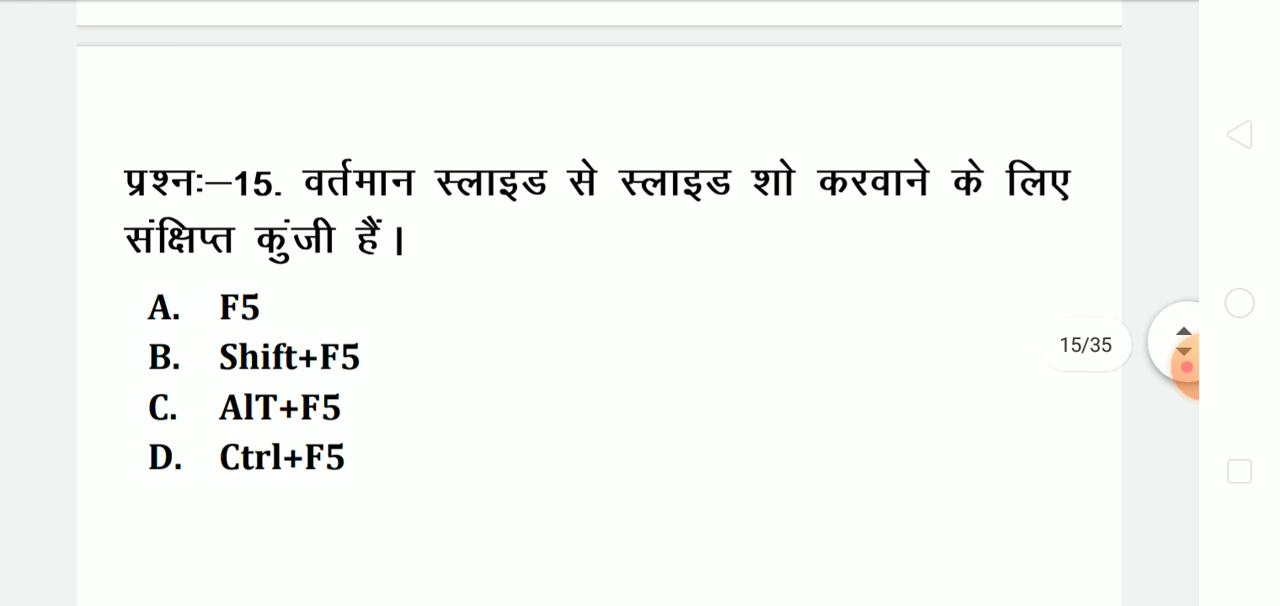 प्रश्नः–15. वर्तमान स्लाइड से स्लाइड शो करवाने के लिए
संक्षिप्त कुंजी हैं।
A. F5
B. Shift+F5
C. AlT+F5
D. Ctrl+F5
15/35